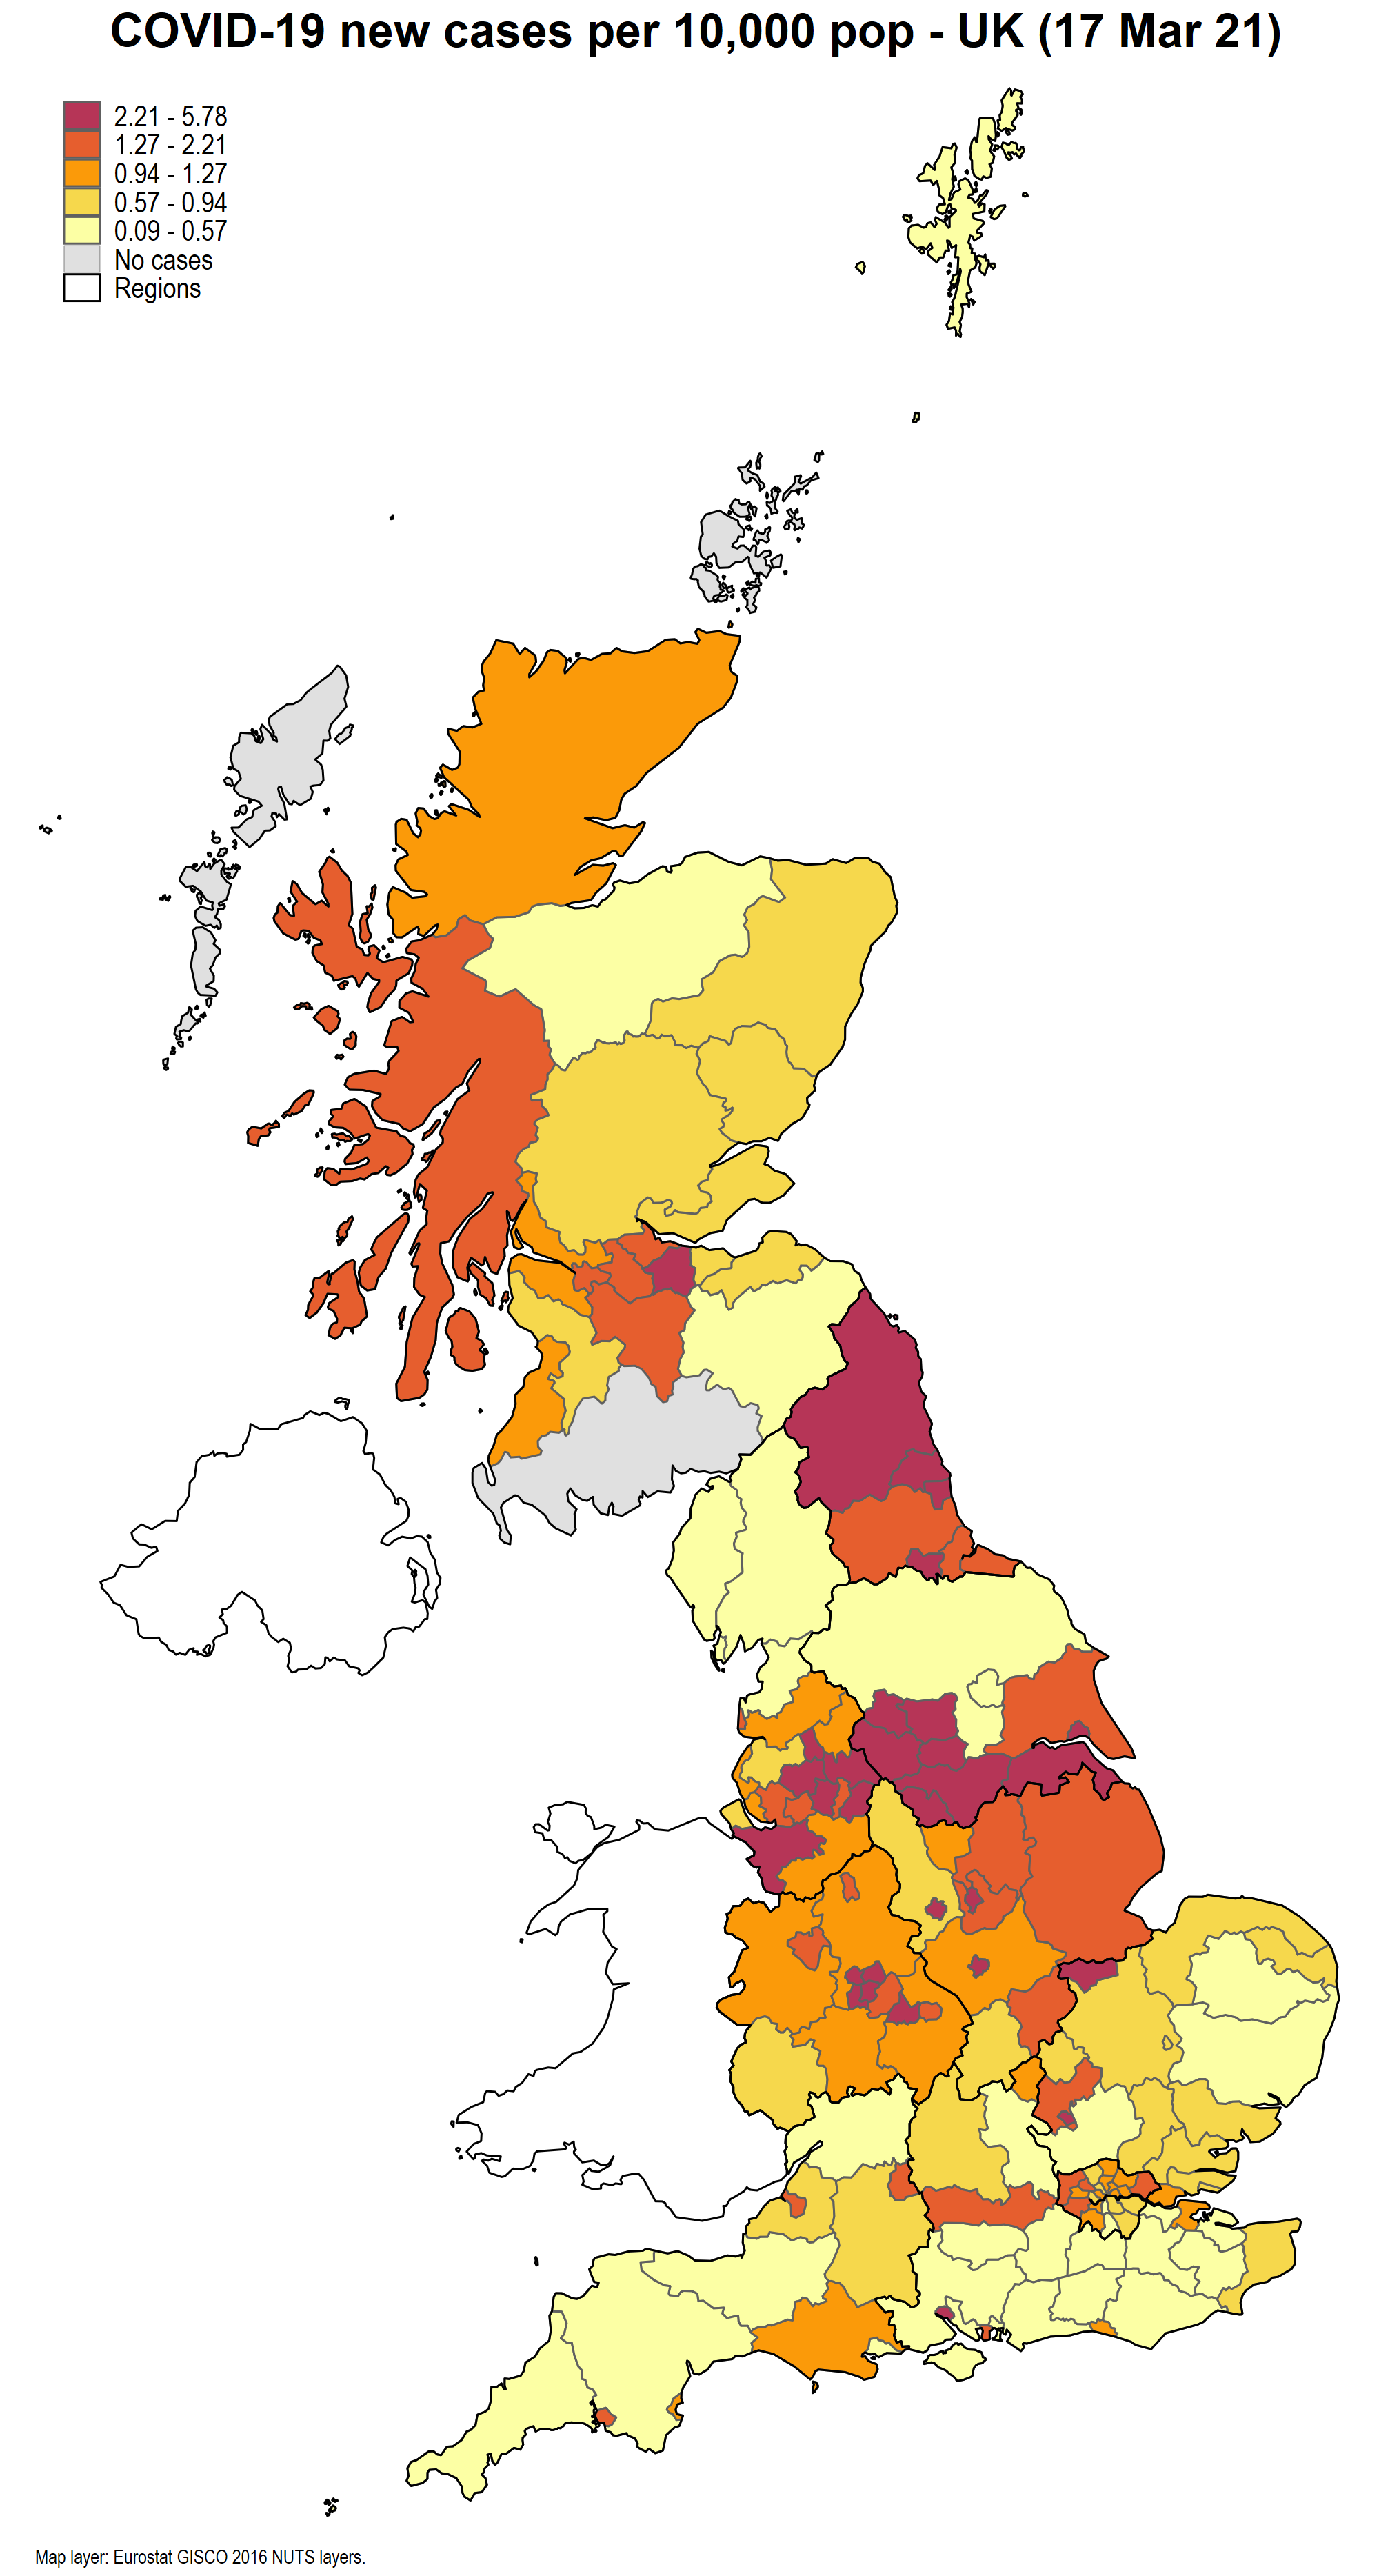 COVID-19 new cases per 10,000 pop - UK (17 Mar 21)
2.21 - 5.78
1.27 - 2.21
0.94 - 1.27
0.57 - 0.94
0.09 - 0.57
No cases
Regions
Map layer: Eurostat GISCO 2016 NUTS layers.